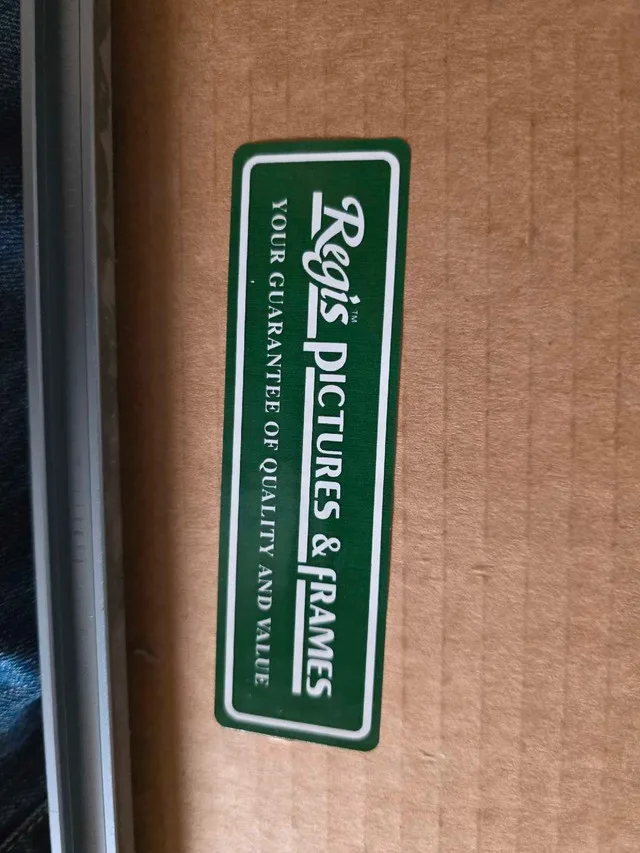 Regis™ PICTURES & FRAMES
YOUR GUARANTEE OF QUALITY AND VALUE